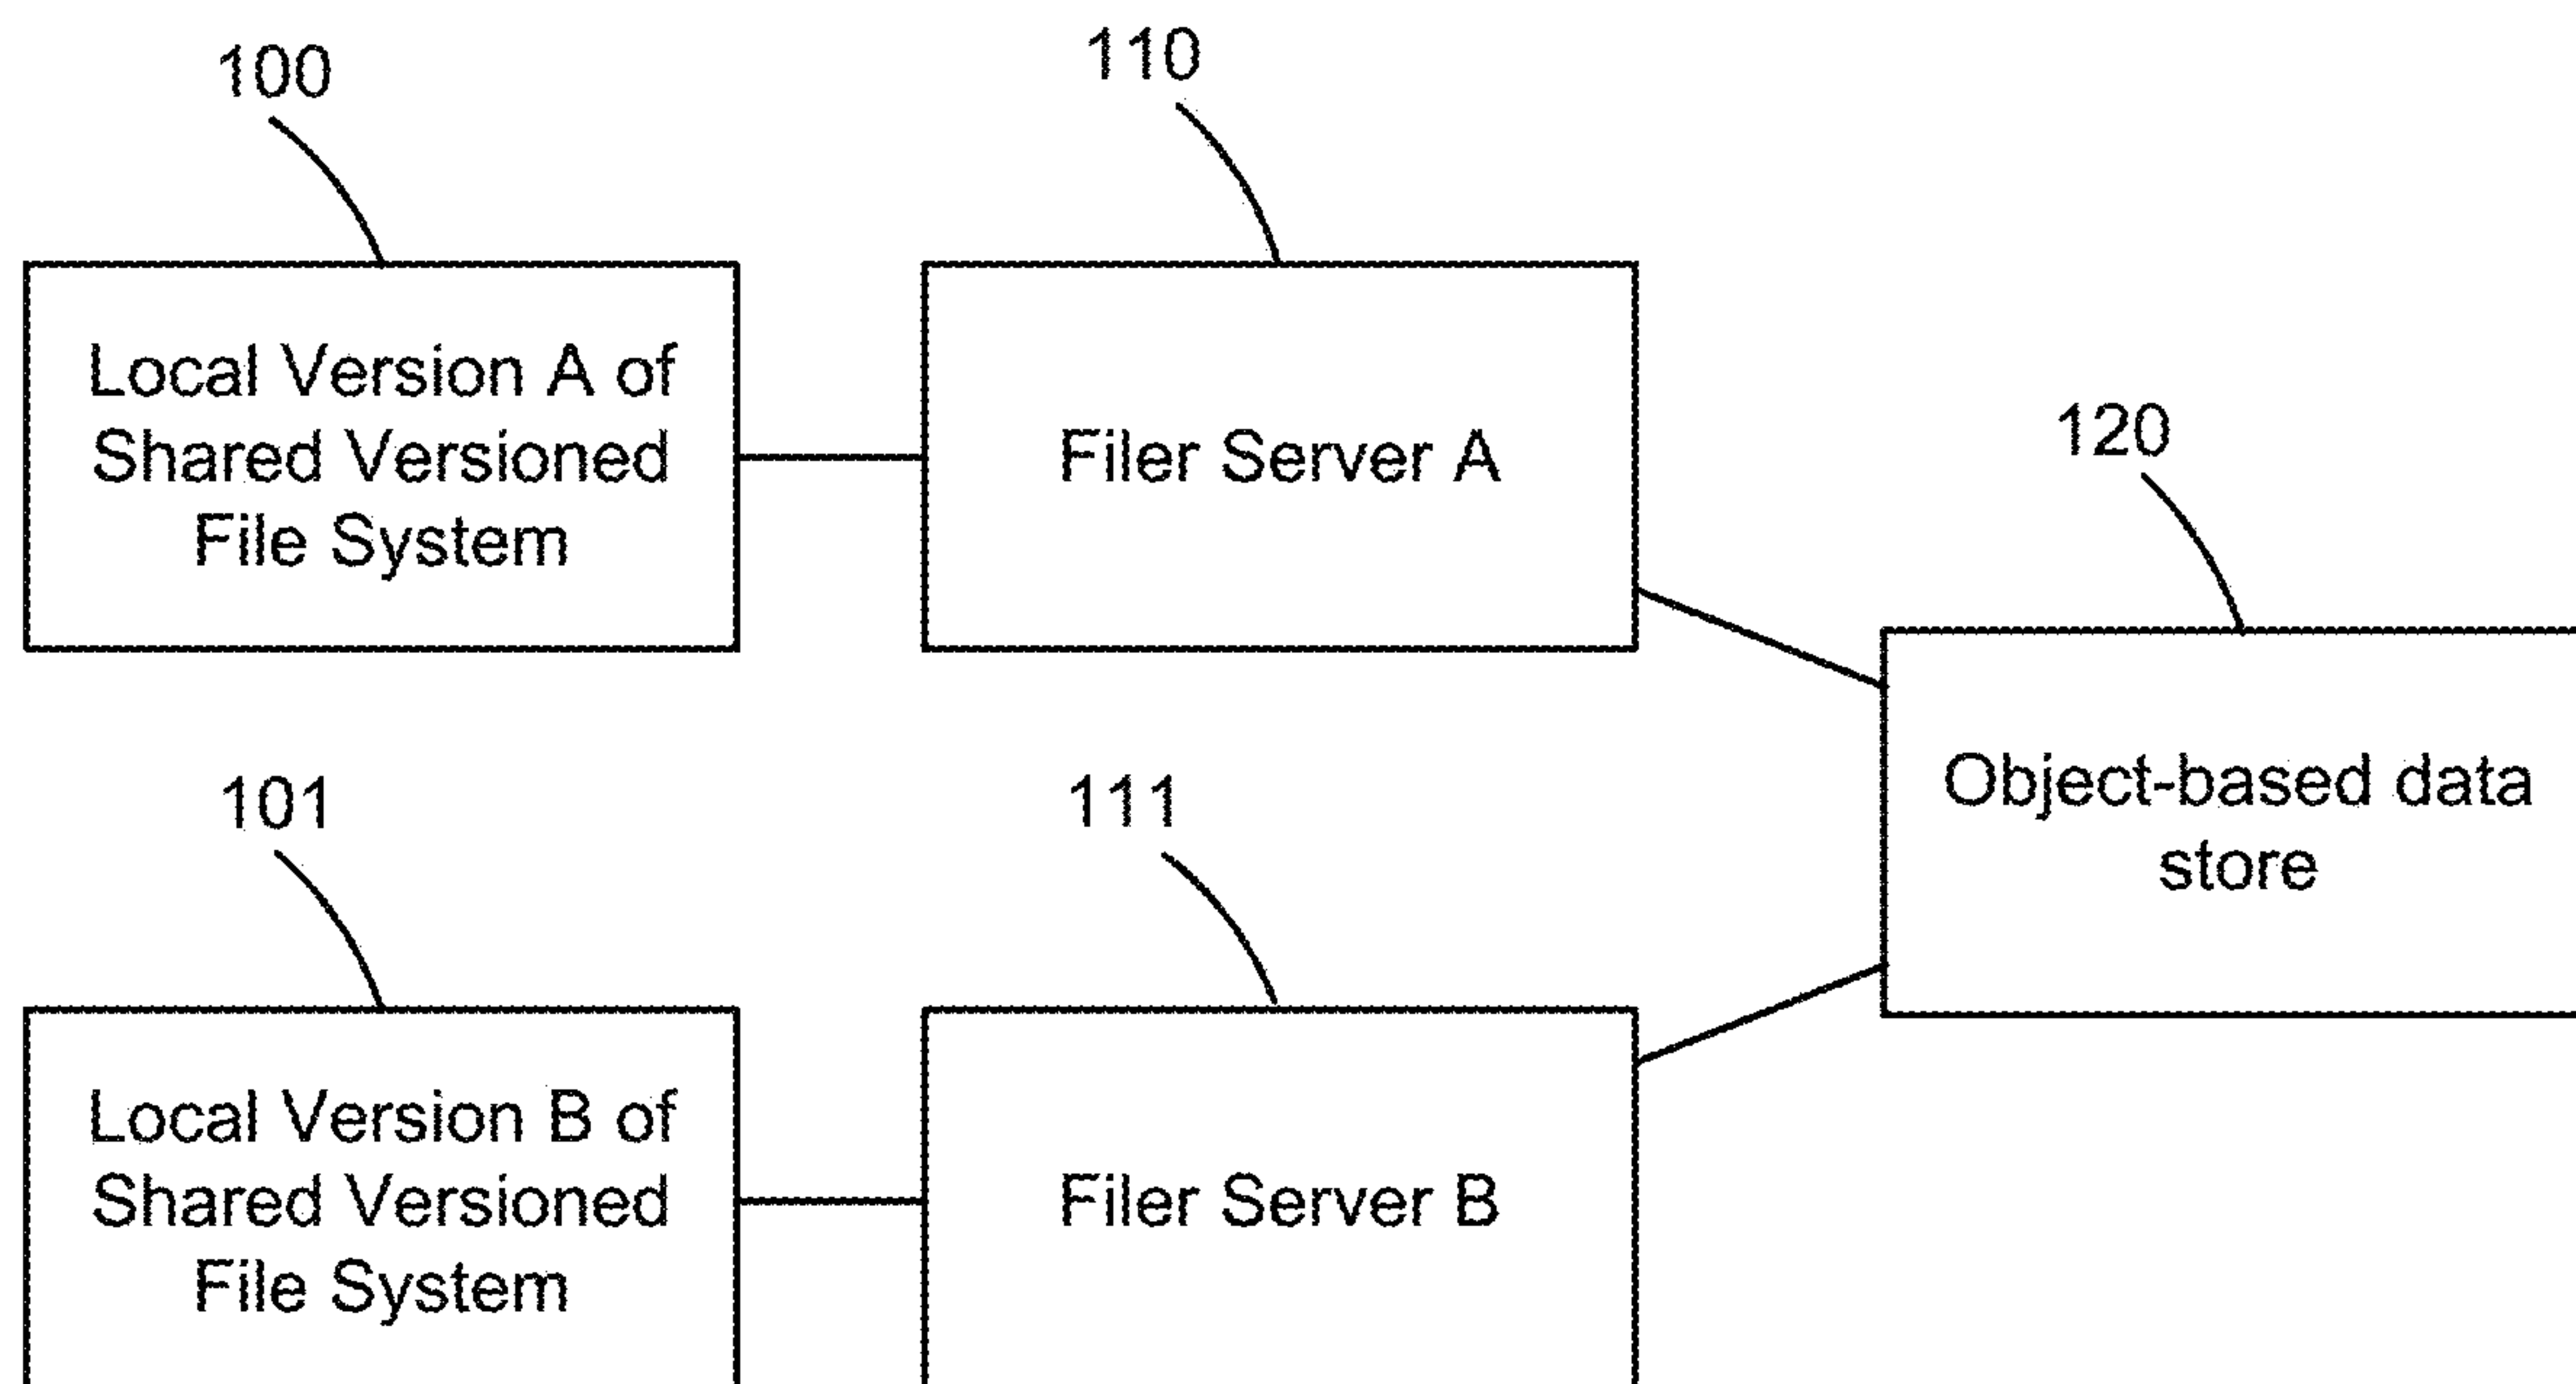 100
110
Local Version A of
Shared Versioned
File System
Filer Server A
120
Object-based data
store
101
111
Local Version B of
Shared Versioned
File System
Filer Server B